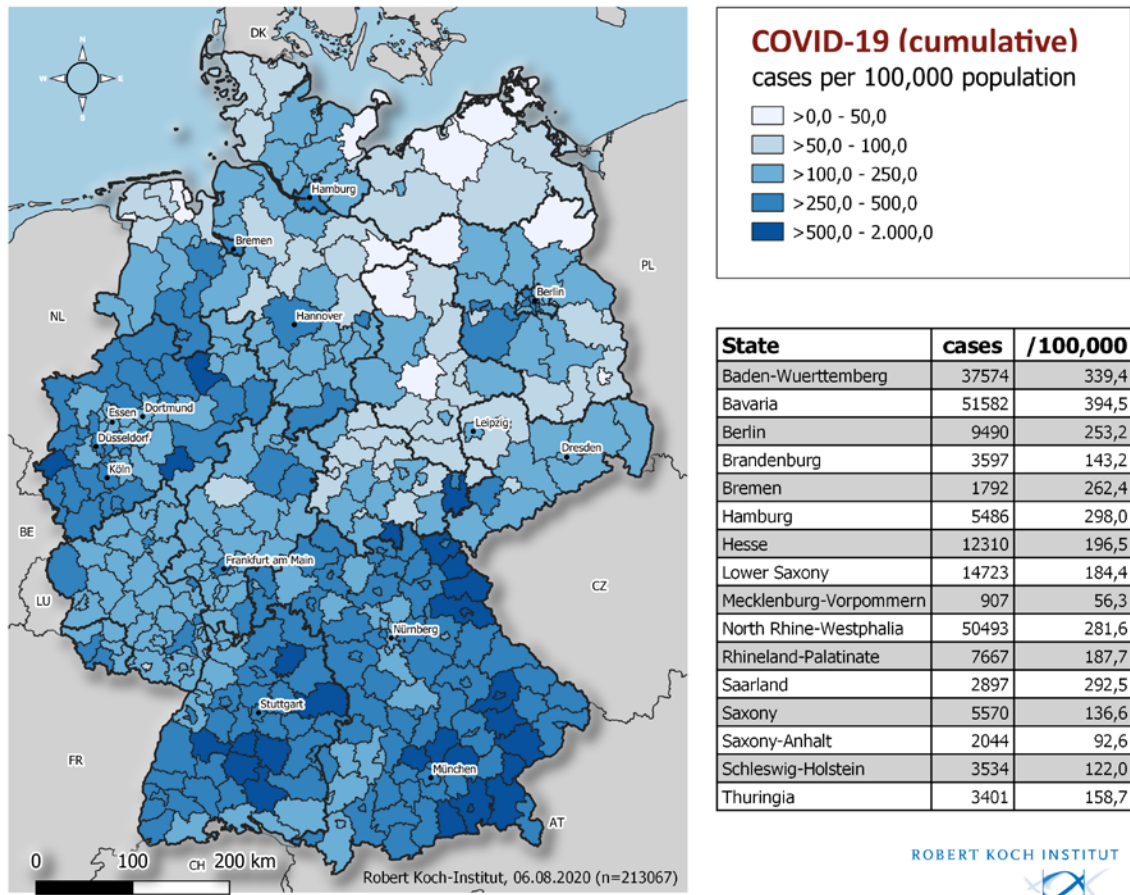 DK
N
W E
S
Hamburg
Bremen
PL
Berlin
NL
Hannover
Essen
Dortmund
Düsseldorf
Leipzig
Dresden
Köln
BE
Frankfurt am Main
LU
CZ
Nürnberg
Stuttgart
FR
München
AT
CH
0 100 200 km
Robert Koch-Institut, 06.08.2020 (n=213067)
COVID-19 (cumulative)
cases per 100,000 population
>0,0 - 50,0
>50,0 - 100,0
>100,0 - 250,0
>250,0 - 500,0
>500,0 - 2.000,0
State cases /100,000
Baden-Wuerttemberg 37574 339,4
Bavaria 51582 394,5
Berlin 9490 253,2
Brandenburg 3597 143,2
Bremen 1792 262,4
Hamburg 5486 298,0
Hesse 12310 196,5
Lower Saxony 14723 184,4
Mecklenburg-Vorpommern 907 56,3
North Rhine-Westphalia 50493 281,6
Rhineland-Palatinate 7667 187,7
Saarland 2897 292,5
Saxony 5570 136,6
Saxony-Anhalt 2044 92,6
Schleswig-Holstein 3534 122,0
Thuringia 3401 158,7
ROBERT KOCH INSTITUT